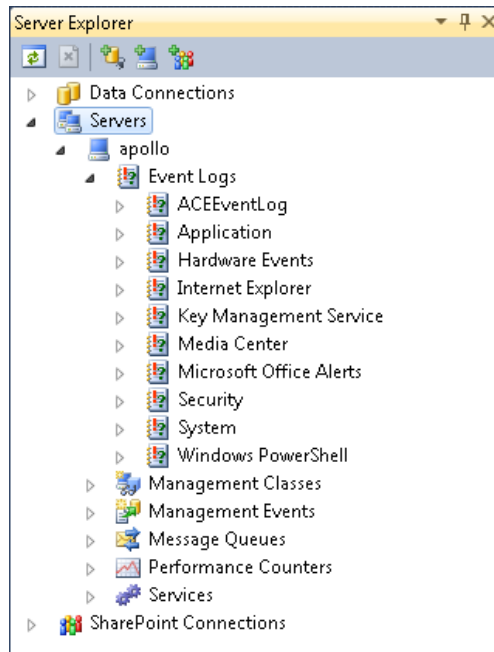 Server Explorer
Data Connections
Servers
apollo
Event Logs
ACEEventLog
Application
Hardware Events
Internet Explorer
Key Management Service
Media Center
Microsoft Office Alerts
Security
System
Windows PowerShell
Management Classes
Management Events
Message Queues
Performance Counters
Services
SharePoint Connections